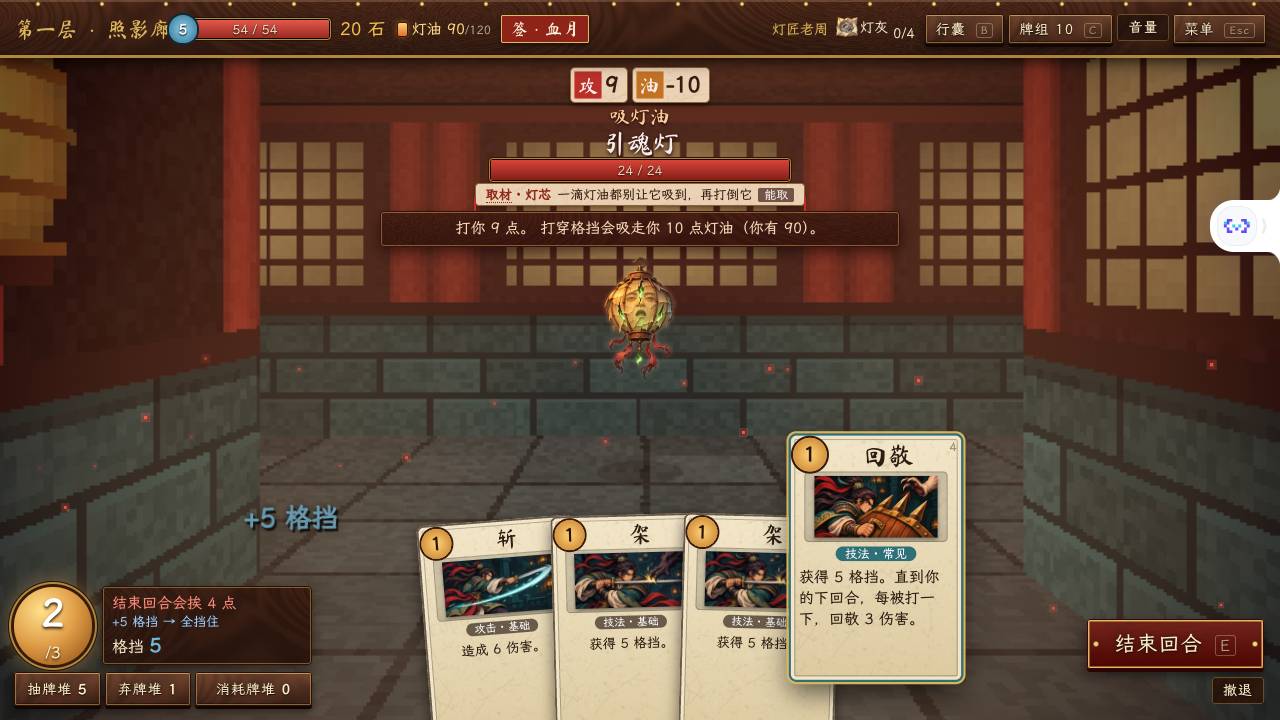 第一层 · 照影廊 5 54 / 54 20 石 灯油 90/120 签 · 血月 灯匠老周 灯灰 0/4 行囊 B 牌组 10 C 音量 菜单 Esc
攻 9 油 -10
吸灯油
引魂灯
24 / 24
取材 · 灯芯 一滴灯油都别让它吸到，再打倒它 能取
打你 9 点。 打穿格挡会吸走你 10 点灯油（你有 90）。
+5 格挡
1 斩
攻击 · 基础
造成 6 伤害。
1 架
技法 · 基础
获得 5 格挡。
1 架
技法 · 基础
获得 5 格挡
1 回敬 4
技法 · 常见
获得 5 格挡。直到你
的下回合，每被打一
下，回敬 3 伤害。
2
/3
结束回合会挨 4 点
+5 格挡 → 全挡住
格挡 5
抽牌堆 5 弃牌堆 1 消耗牌堆 0
结束回合 E
撤退